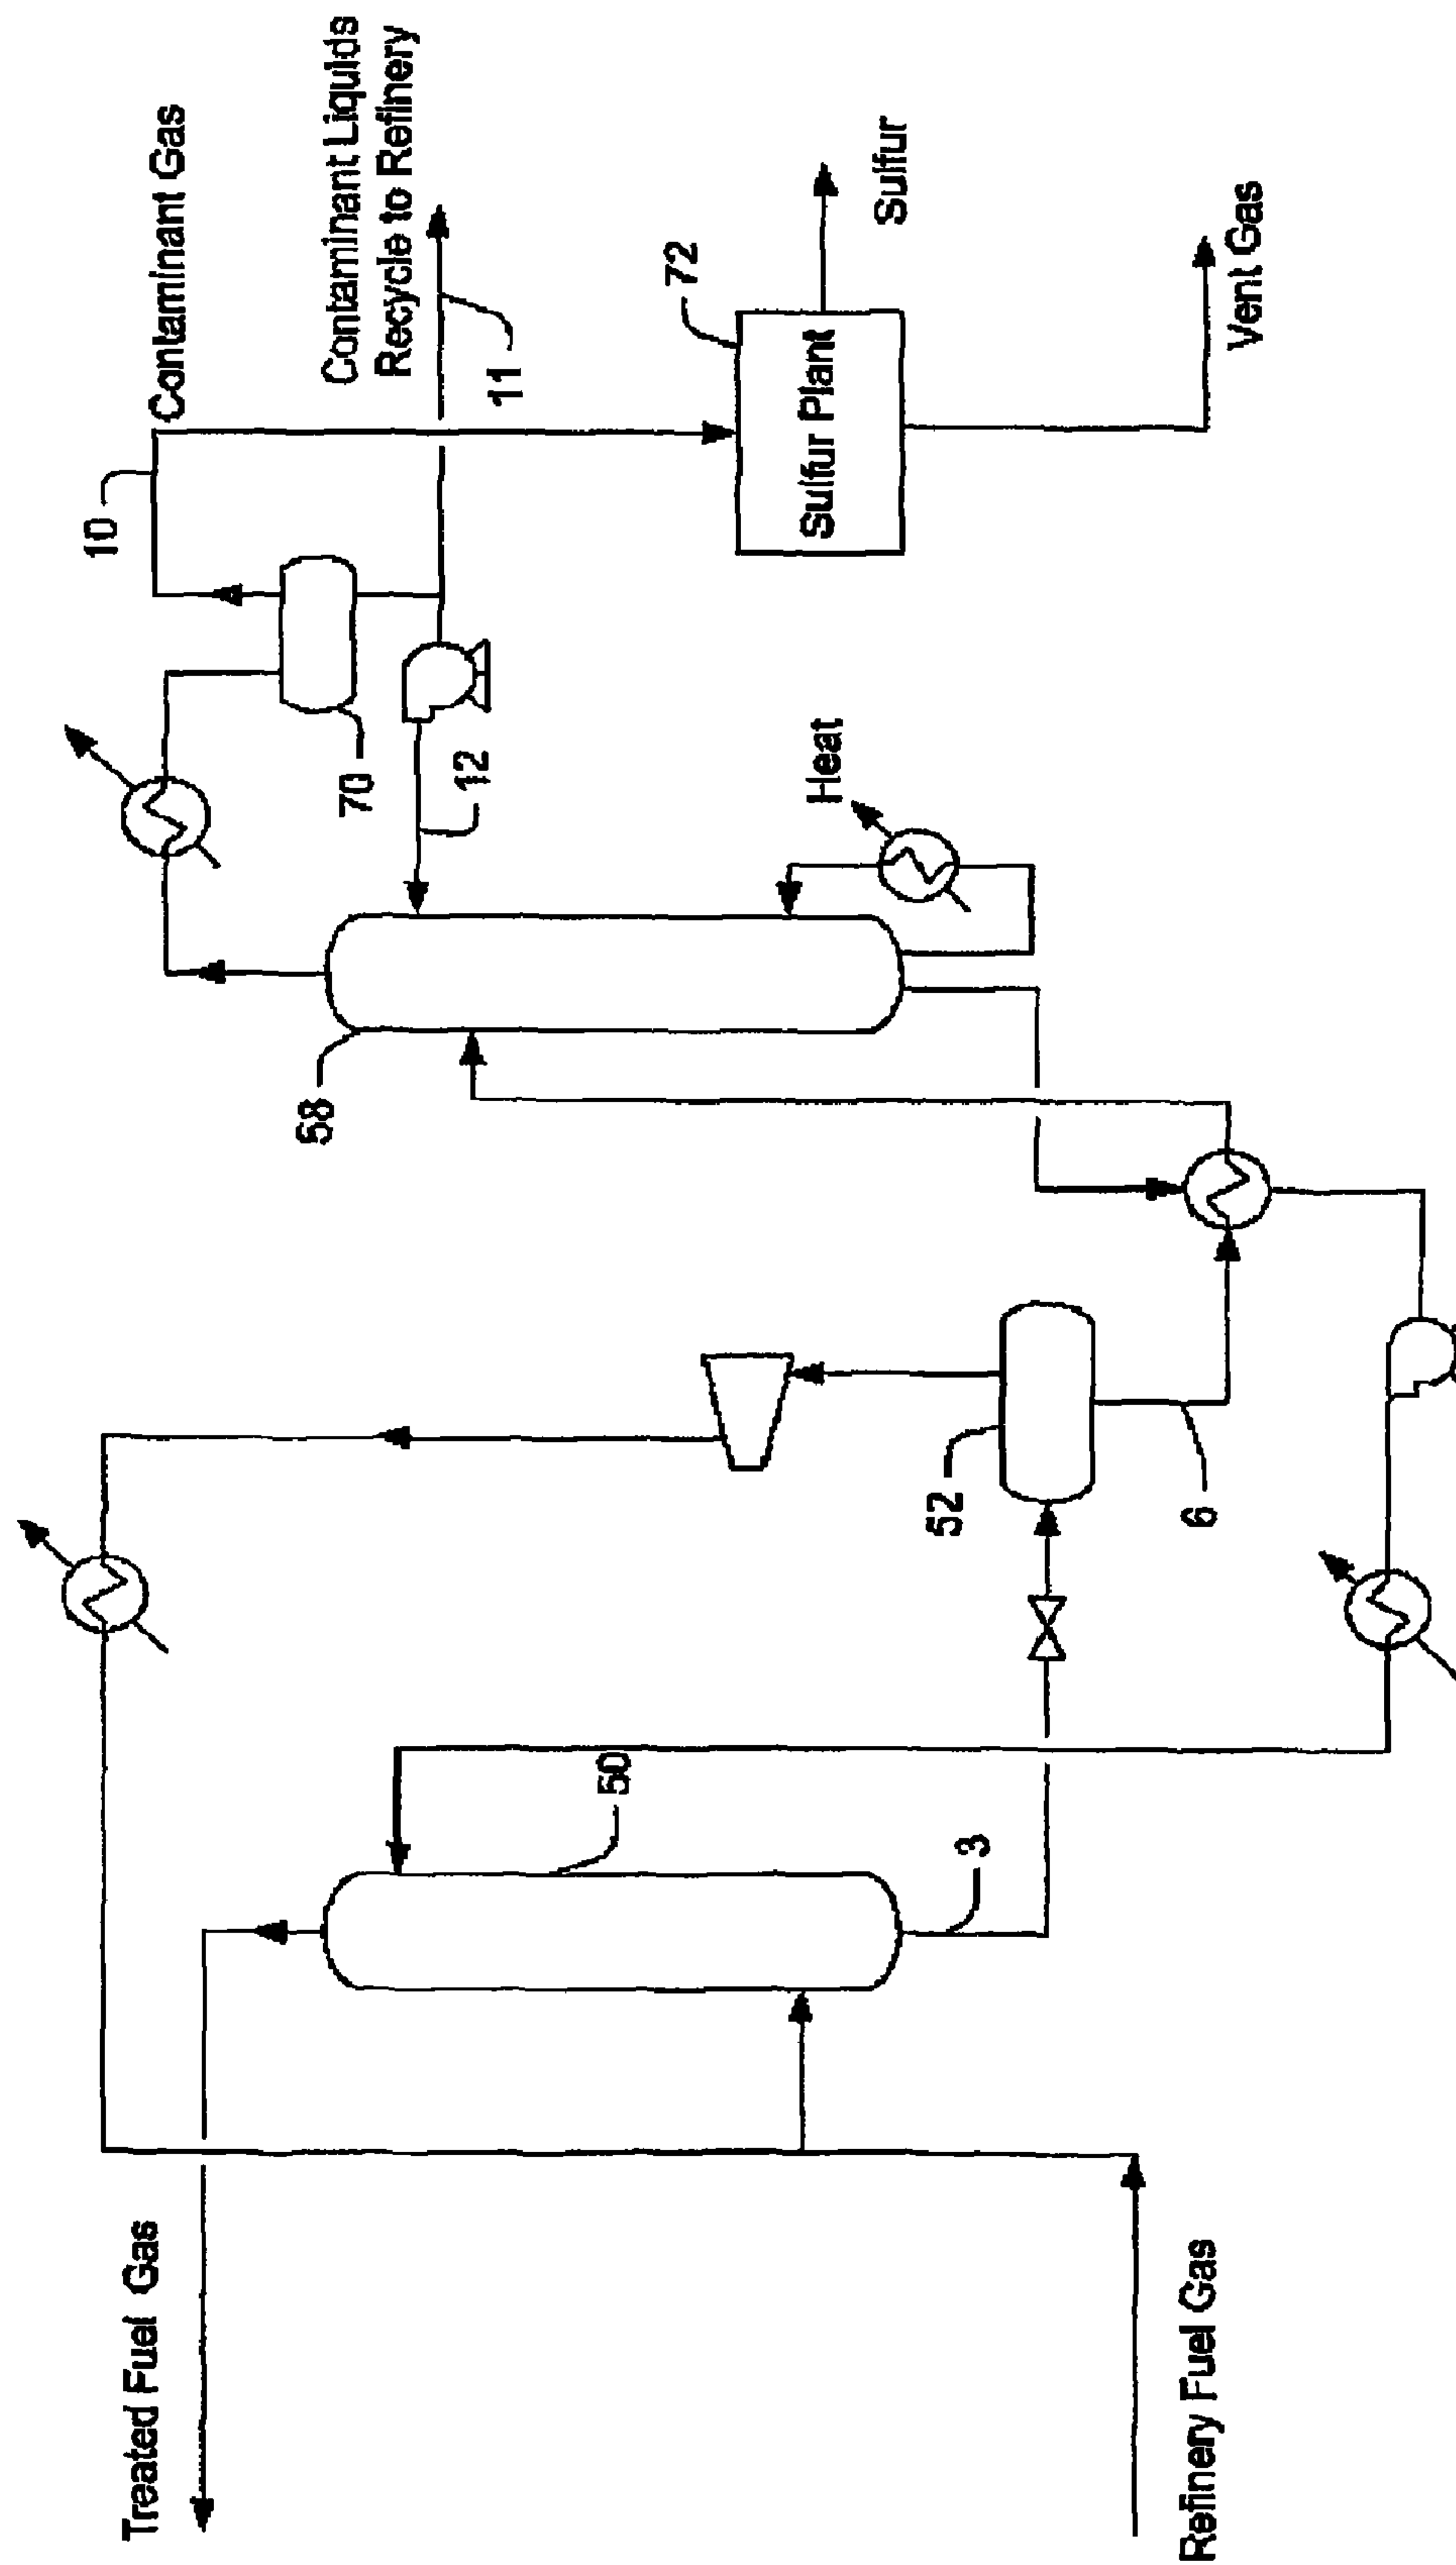 Treated Fuel Gas
Refinery Fuel Gas
50
3
52
6
58
Heat
12
70
10
Contaminant Gas
Contaminant Liquids
Recycle to Refinery
11
72
Sulfur Plant
Sulfur
Vent Gas